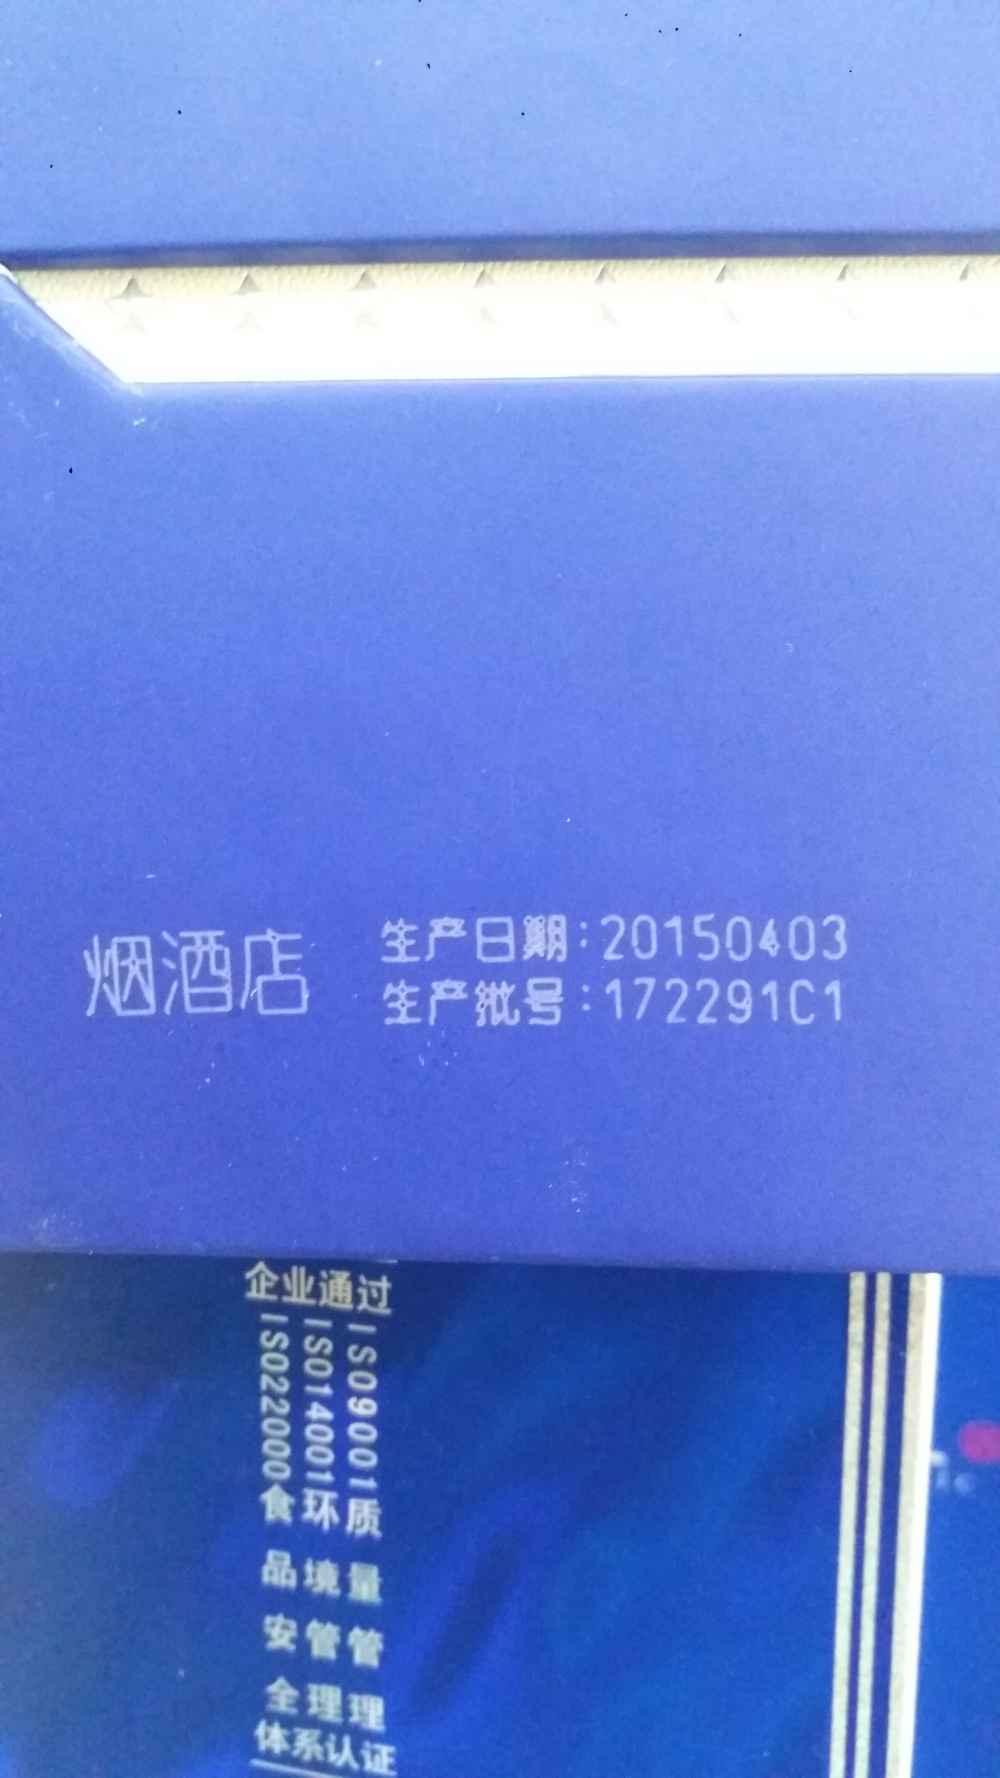 烟酒店
生产日期:20150403
生产批号:172291C1
企业通过
ISO9001质量管理
ISO14001环境管理
ISO22000食品安全
体系认证